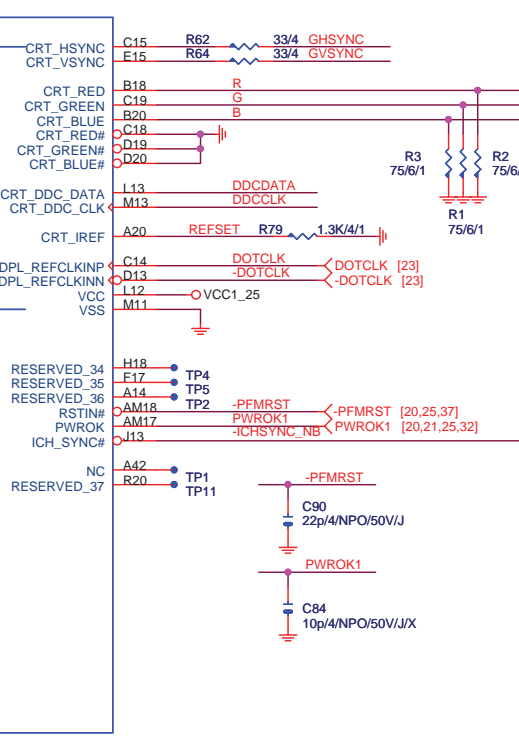 CRT_HSYNC C15 R62 33/4 GHSYNC
CRT_VSYNC E15 R64 33/4 GVSYNC
CRT_RED B18 R
CRT_GREEN C19 G
CRT_BLUE B20 B
CRT_RED# C18
CRT_GREEN# D19
CRT_BLUE# D20
R3 R2
75/6/1 75/6/
R1
75/6/1
CRT_DDC_DATA L13 DDCDATA
CRT_DDC_CLK M13 DDCCLK
CRT_IREF A20 REFSET R79 1.3K/4/1
DPL_REFCLKINP C14 DOTCLK DOTCLK [23]
DPL_REFCLKINN D13 -DOTCLK -DOTCLK [23]
VCC L12 VCC1_25
VSS M11
RESERVED_34 H18 TP4
RESERVED_35 F17 TP5
RESERVED_36 A14 TP2
RSTIN# AM18 -PFMRST -PFMRST [20,25,37]
PWROK AM17 PWROK1 PWROK1 [20,21,25,32]
ICH_SYNC# J13 -ICHSYNC_NB
NC A42 TP1
RESERVED_37 R20 TP11
-PFMRST
C90
22p/4/NPO/50V/J
PWROK1
C84
10p/4/NPO/50V/J/X